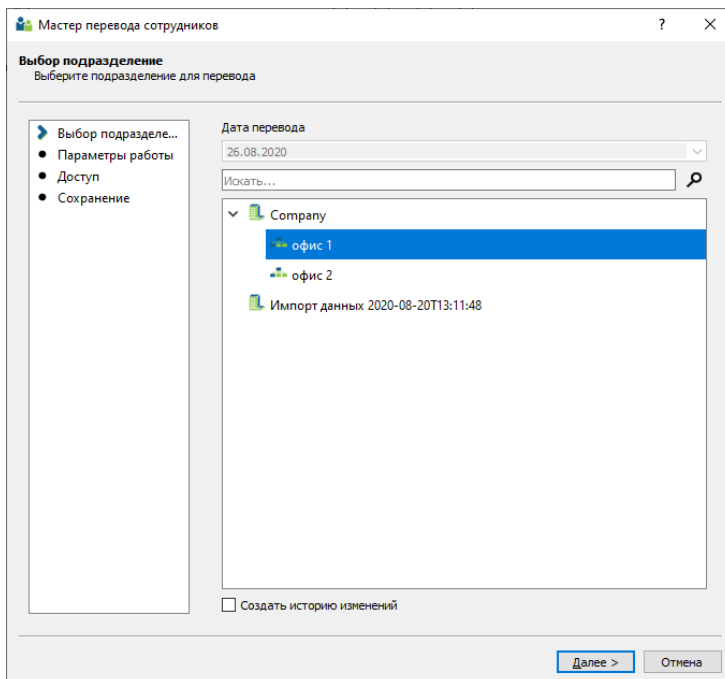 Мастер перевода сотрудников
?
Выбор подразделение
Выберите подразделение для перевода
Выбор подразделе...
Параметры работы
Доступ
Сохранение
Дата перевода
26.08.2020
Искать...
Company
офис 1
офис 2
Импорт данных 2020-08-20T13:11:48
Создать историю изменений
Далее >
Отмена